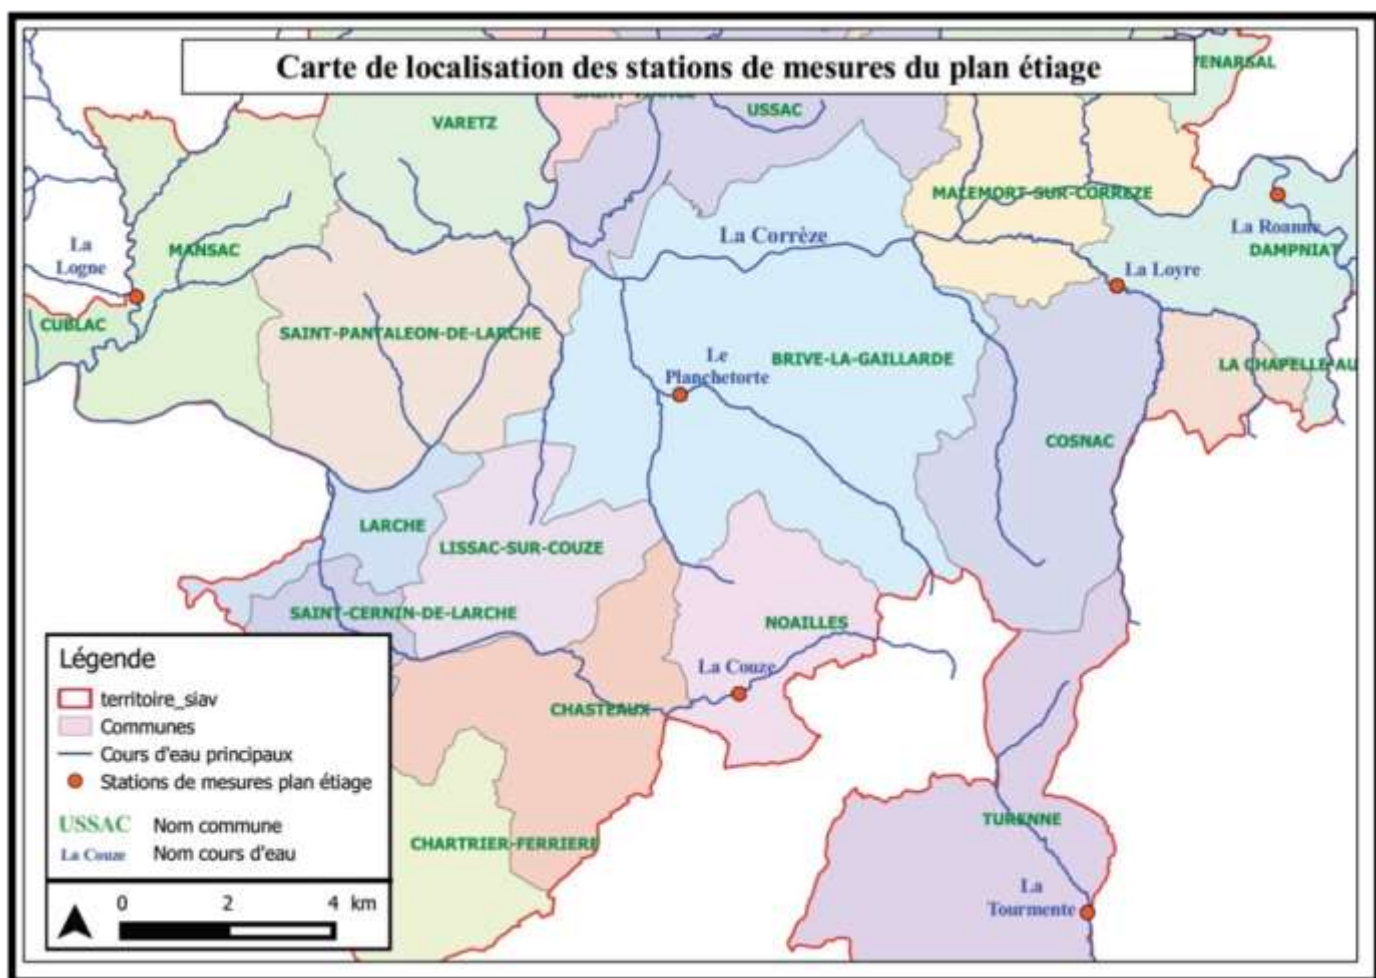 Carte de localisation des stations de mesures du plan étiage
VENARSAL
USSAC
VARETZ
MALEMORT-SUR-CORREZE
La Roanne
DAMPNIAT
La Corrèze
La
Logne
MANSAC
La Loyre
CUBLAC
SAINT-PANTALEON-DE-LARCHE
Le
Planchetorte
BRIVE-LA-GAILLARDE
LA CHAPELLE-AU
COSNAC
LARCHE
LISSAC-SUR-COUZE
SAINT-CERNIN-DE-LARCHE
NOAILLES
La Couze
CHASTEAUX
TURENNE
CHARTRIER-FERRIERE
La
Tourmente
Légende
territoire_siav
Communes
Cours d'eau principaux
Stations de mesures plan étiage
USSAC Nom commune
La Couze Nom cours d'eau
0 2 4 km